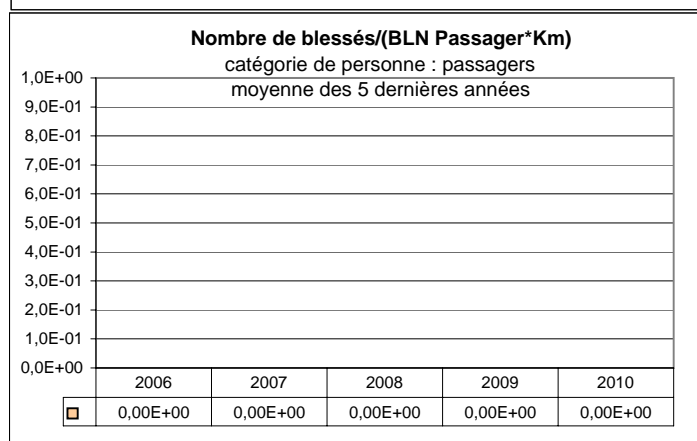 Nombre de blessés/(BLN Passager*Km)
catégorie de personne : passagers
moyenne des 5 dernières années
1,0E+00
9,0E-01
8,0E-01
7,0E-01
6,0E-01
5,0E-01
4,0E-01
3,0E-01
2,0E-01
1,0E-01
0,0E+00
2006 2007 2008 2009 2010
0,00E+00 0,00E+00 0,00E+00 0,00E+00 0,00E+00